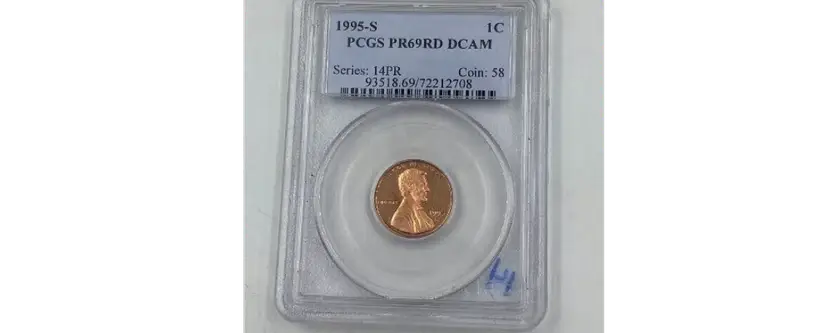 1995-S 1C
PCGS PR69RD DCAM
Series: 14PR Coin: 58
93518.69/72212708